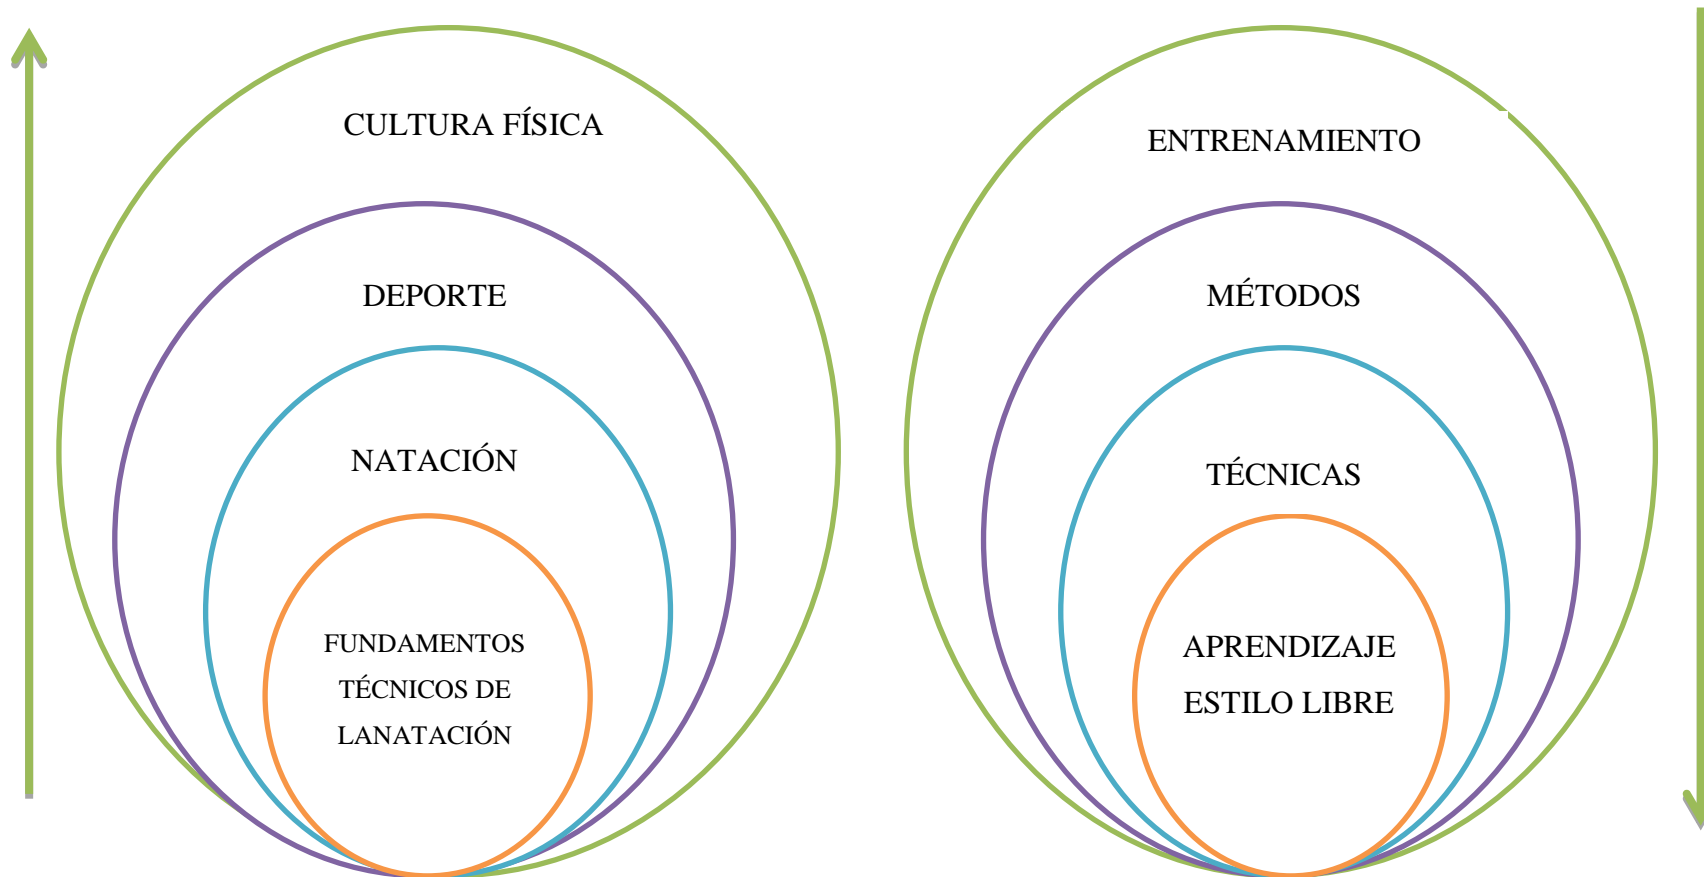 CULTURA FÍSICA
DEPORTE
NATACIÓN
FUNDAMENTOS
TÉCNICOS DE
LANATACIÓN
ENTRENAMIENTO
MÉTODOS
TÉCNICAS
APRENDIZAJE
ESTILO LIBRE